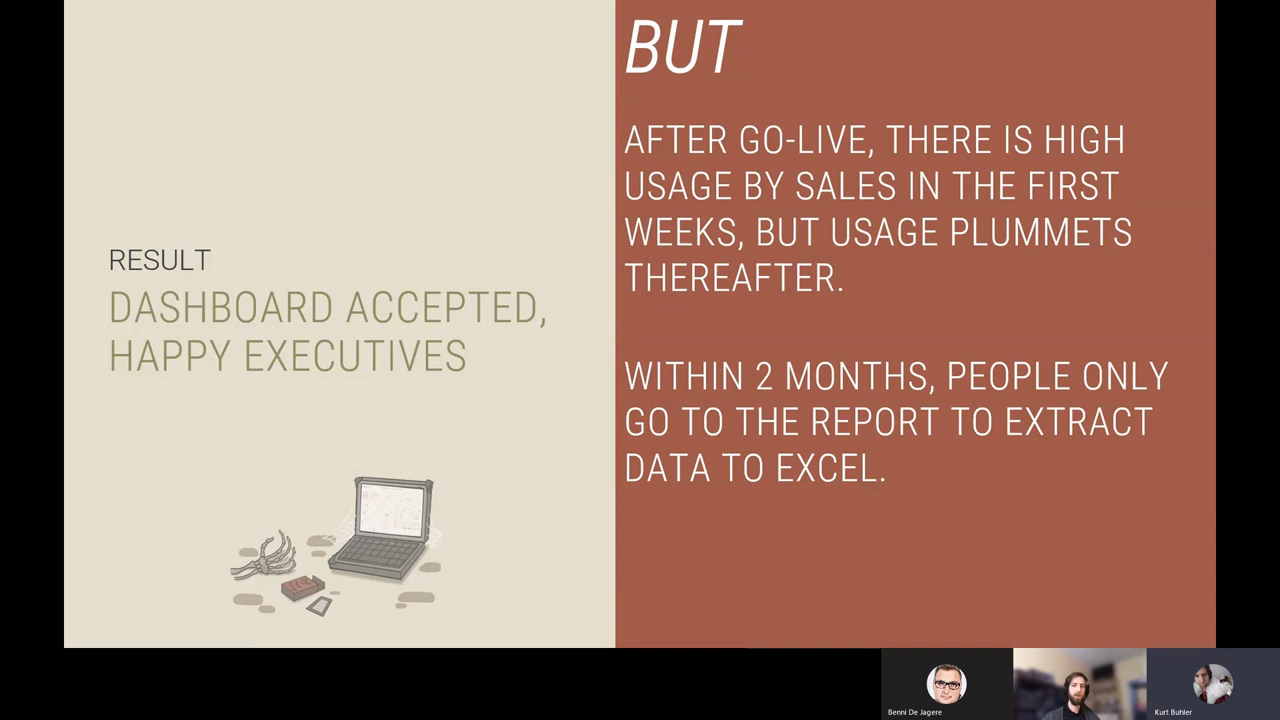 RESULT
DASHBOARD ACCEPTED,
HAPPY EXECUTIVES
BUT
AFTER GO-LIVE, THERE IS HIGH
USAGE BY SALES IN THE FIRST
WEEKS, BUT USAGE PLUMMETS
THEREAFTER.
WITHIN 2 MONTHS, PEOPLE ONLY
GO TO THE REPORT TO EXTRACT
DATA TO EXCEL.
Benni De Jagere
Kurt Buhler